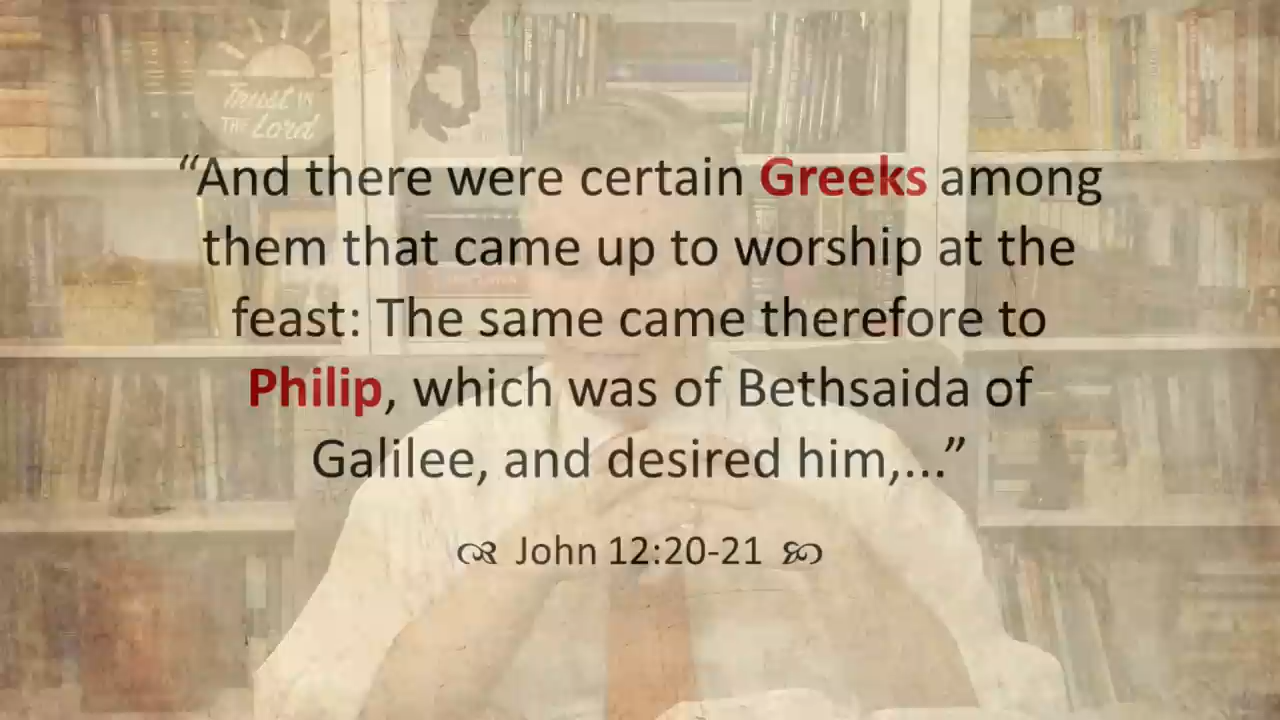 Trust IN
THE Lord
“And there were certain Greeks among
them that came up to worship at the
feast: The same came therefore to
Philip, which was of Bethsaida of
Galilee, and desired him,...”
John 12:20-21